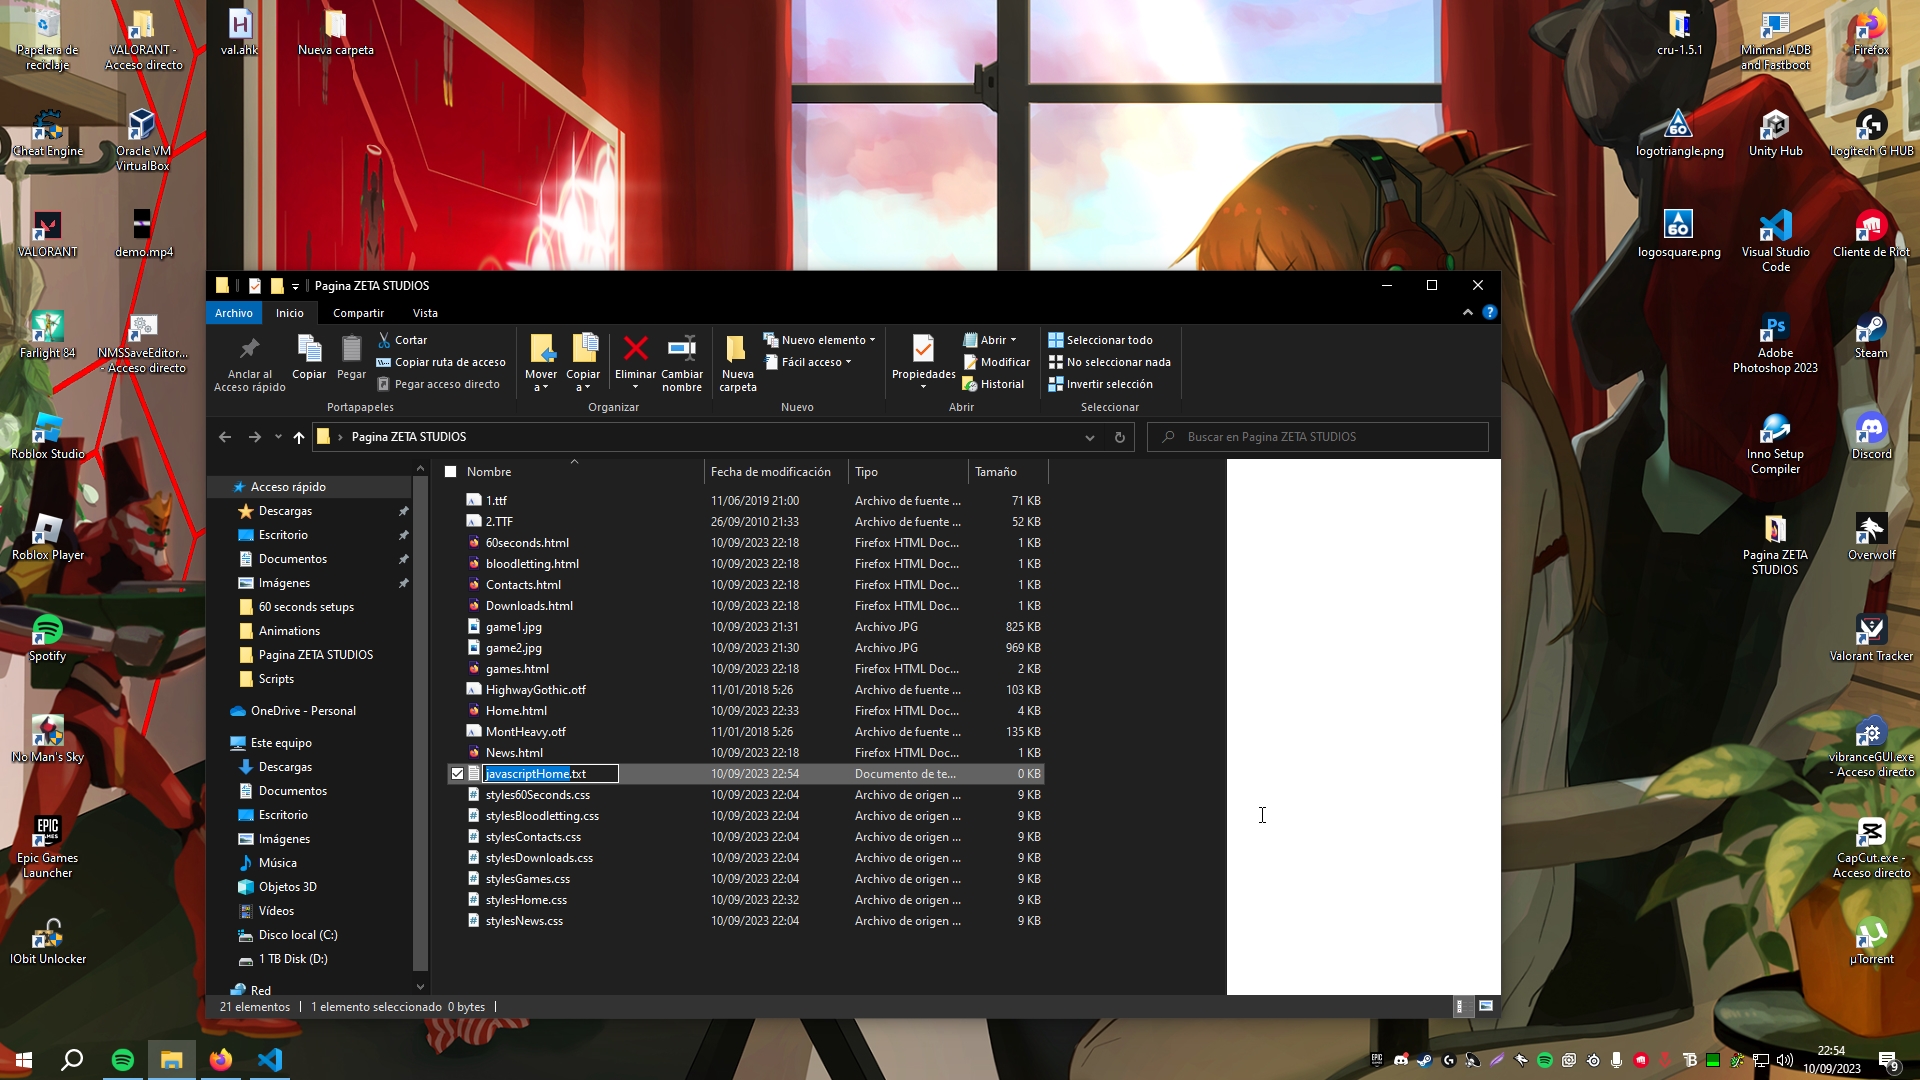 Papelera de reciclaje
VALORANT - Acceso directo
val.ahk
Nueva carpeta
cru-1.5.1
Minimal ADB and Fastboot
Firefox
Cheat Engine
Oracle VM VirtualBox
logotriangle.png
Unity Hub
Logitech G HUB
VALORANT
demo.mp4
logosquare.png
Visual Studio Code
Cliente de Riot
Farlight 84
NMSSaveEditor... - Acceso directo
Adobe Photoshop 2023
Steam
Roblox Studio
Inno Setup Compiler
Discord
Roblox Player
Pagina ZETA STUDIOS
Overwolf
Spotify
Valorant Tracker
No Man's Sky
vibranceGUI.exe - Acceso directo
Epic Games Launcher
CapCut.exe - Acceso directo
IObit Unlocker
µTorrent
Pagina ZETA STUDIOS
Archivo Inicio Compartir Vista
Anclar al Acceso rápido
Copiar
Pegar
Cortar
Copiar ruta de acceso
Pegar acceso directo
Portapapeles
Mover a
Copiar a
Eliminar
Cambiar nombre
Organizar
Nueva carpeta
Nuevo elemento
Fácil acceso
Nuevo
Propiedades
Abrir
Modificar
Historial
Abrir
Seleccionar todo
No seleccionar nada
Invertir selección
Seleccionar
Pagina ZETA STUDIOS
Buscar en Pagina ZETA STUDIOS
Acceso rápido
Descargas
Escritorio
Documentos
Imágenes
60 seconds setups
Animations
Pagina ZETA STUDIOS
Scripts
OneDrive - Personal
Este equipo
Descargas
Documentos
Escritorio
Imágenes
Música
Objetos 3D
Vídeos
Disco local (C:)
1 TB Disk (D:)
Red
Nombre Fecha de modificación Tipo Tamaño
1.ttf 11/06/2019 21:00 Archivo de fuente ... 71 KB
2.TTF 26/09/2010 21:33 Archivo de fuente ... 52 KB
60seconds.html 10/09/2023 22:18 Firefox HTML Doc... 1 KB
bloodletting.html 10/09/2023 22:18 Firefox HTML Doc... 1 KB
Contacts.html 10/09/2023 22:18 Firefox HTML Doc... 1 KB
Downloads.html 10/09/2023 22:18 Firefox HTML Doc... 1 KB
game1.jpg 10/09/2023 21:31 Archivo JPG 825 KB
game2.jpg 10/09/2023 21:30 Archivo JPG 969 KB
games.html 10/09/2023 22:18 Firefox HTML Doc... 2 KB
HighwayGothic.otf 11/01/2018 5:26 Archivo de fuente ... 103 KB
Home.html 10/09/2023 22:33 Firefox HTML Doc... 4 KB
MontHeavy.otf 11/01/2018 5:26 Archivo de fuente ... 135 KB
News.html 10/09/2023 22:18 Firefox HTML Doc... 1 KB
javascriptHome.txt 10/09/2023 22:54 Documento de te... 0 KB
styles60Seconds.css 10/09/2023 22:04 Archivo de origen ... 9 KB
stylesBloodletting.css 10/09/2023 22:04 Archivo de origen ... 9 KB
stylesContacts.css 10/09/2023 22:04 Archivo de origen ... 9 KB
stylesDownloads.css 10/09/2023 22:04 Archivo de origen ... 9 KB
stylesGames.css 10/09/2023 22:04 Archivo de origen ... 9 KB
stylesHome.css 10/09/2023 22:32 Archivo de origen ... 9 KB
stylesNews.css 10/09/2023 22:04 Archivo de origen ... 9 KB
21 elementos 1 elemento seleccionado 0 bytes
22:54
10/09/2023
9